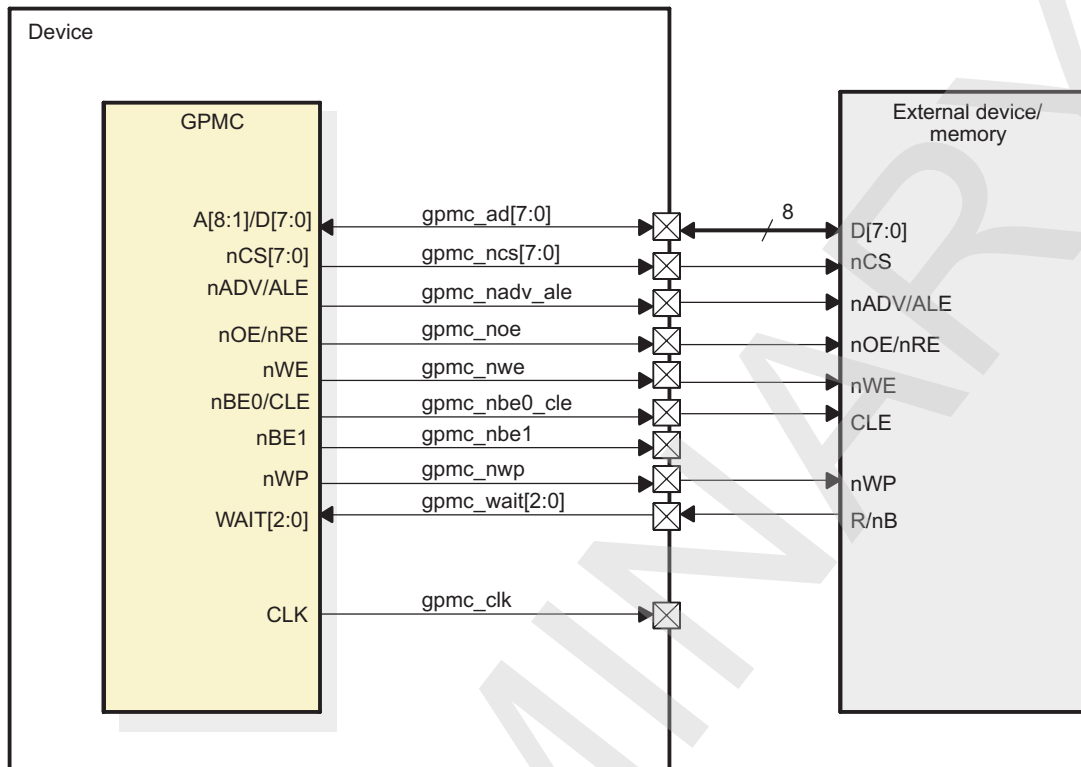 Device
GPMC
External device/
memory
A[8:1]/D[7:0]
gpmc_ad[7:0]
8
D[7:0]
nCS[7:0]
gpmc_ncs[7:0]
nCS
nADV/ALE
gpmc_nadv_ale
nADV/ALE
nOE/nRE
gpmc_noe
nOE/nRE
nWE
gpmc_nwe
nWE
nBE0/CLE
gpmc_nbe0_cle
CLE
nBE1
gpmc_nbe1
nWP
gpmc_nwp
nWP
WAIT[2:0]
gpmc_wait[2:0]
R/nB
CLK
gpmc_clk
MINARY